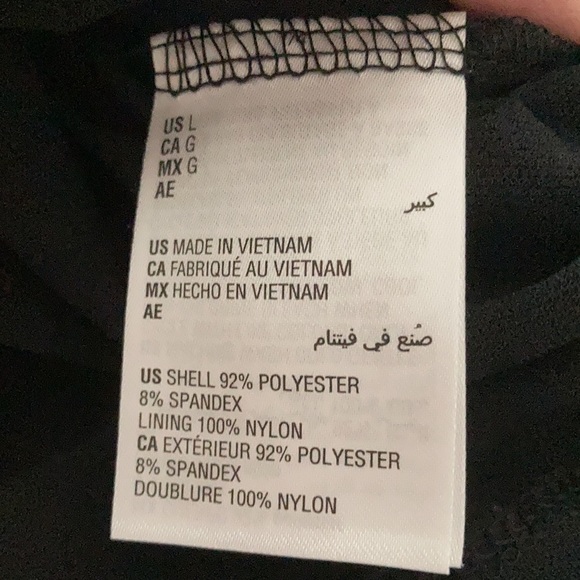 US L
CA G
MX G
AE
كبير
US MADE IN VIETNAM
CA FABRIQUÉ AU VIETNAM
MX HECHO EN VIETNAM
AE
صُنع في فيتنام
US SHELL 92% POLYESTER
8% SPANDEX
LINING 100% NYLON
CA EXTÉRIEUR 92% POLYESTER
8% SPANDEX
DOUBLURE 100% NYLON